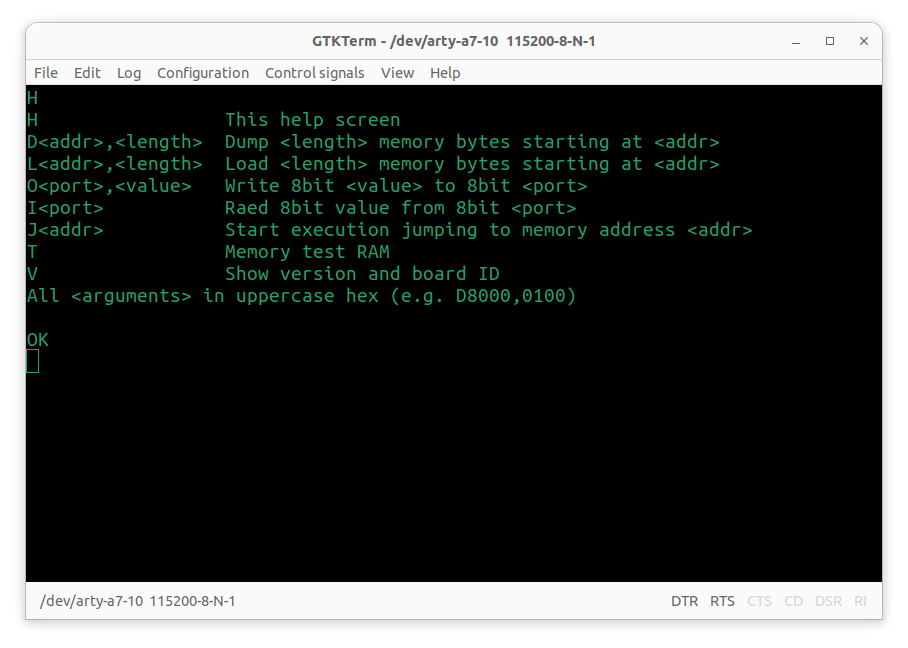 GTKTerm - /dev/arty-a7-10  115200-8-N-1
File Edit Log Configuration Control signals View Help
H
H                 This help screen
D<addr>,<length>  Dump <length> memory bytes starting at <addr>
L<addr>,<length>  Load <length> memory bytes starting at <addr>
O<port>,<value>   Write 8bit <value> to 8bit <port>
I<port>           Raed 8bit value from 8bit <port>
J<addr>           Start execution jumping to memory address <addr>
T                 Memory test RAM
V                 Show version and board ID
All <arguments> in uppercase hex (e.g. D8000,0100)
OK
/dev/arty-a7-10  115200-8-N-1 DTR RTS CTS CD DSR RI